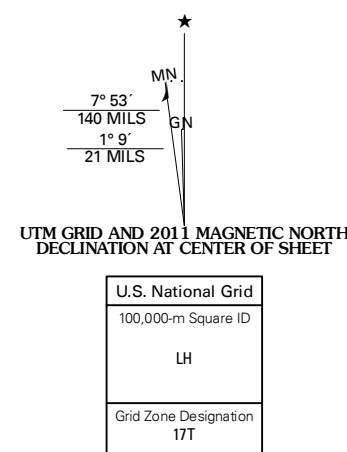 MN
7° 53´
140 MILS
GN
1° 9´
21 MILS
UTM GRID AND 2011 MAGNETIC NORTH
DECLINATION AT CENTER OF SHEET
U.S. National Grid
100,000-m Square ID
LH
Grid Zone Designation
17T